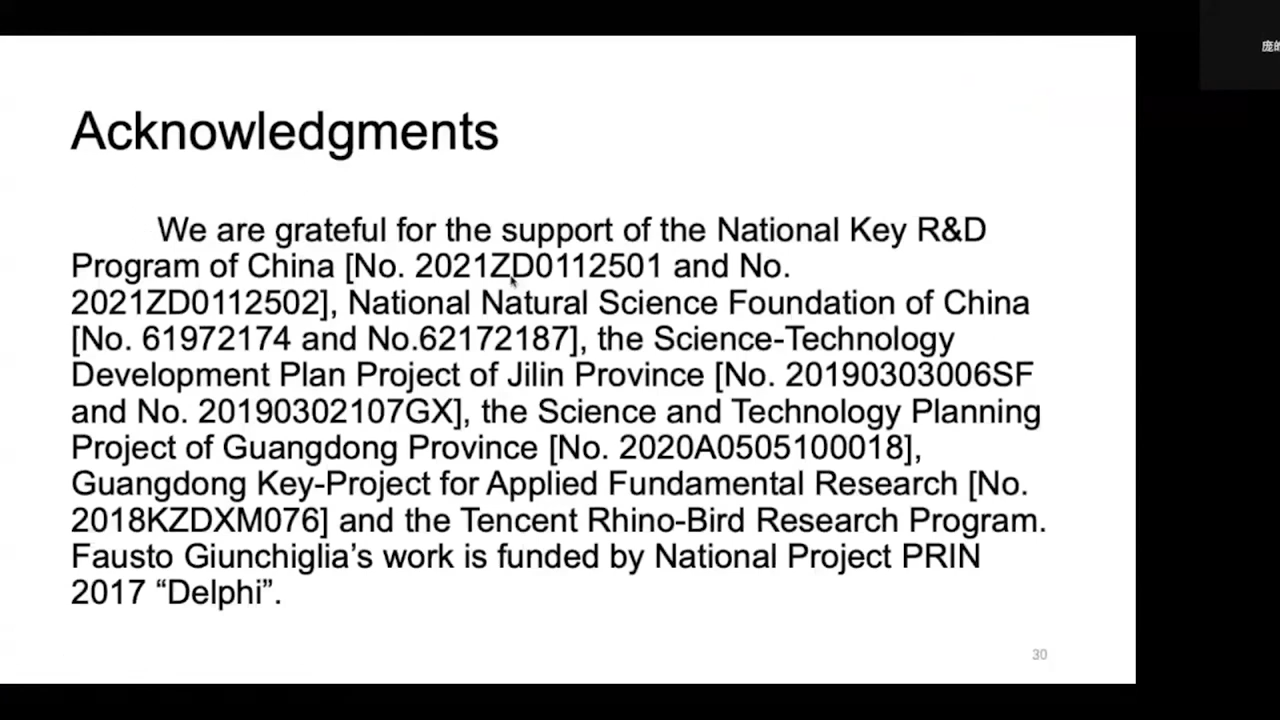 Acknowledgments
We are grateful for the support of the National Key R&D
Program of China [No. 2021ZD0112501 and No.
2021ZD0112502], National Natural Science Foundation of China
[No. 61972174 and No.62172187], the Science-Technology
Development Plan Project of Jilin Province [No. 20190303006SF
and No. 20190302107GX], the Science and Technology Planning
Project of Guangdong Province [No. 2020A0505100018],
Guangdong Key-Project for Applied Fundamental Research [No.
2018KZDXM076] and the Tencent Rhino-Bird Research Program.
Fausto Giunchiglia’s work is funded by National Project PRIN
2017 “Delphi”.
30